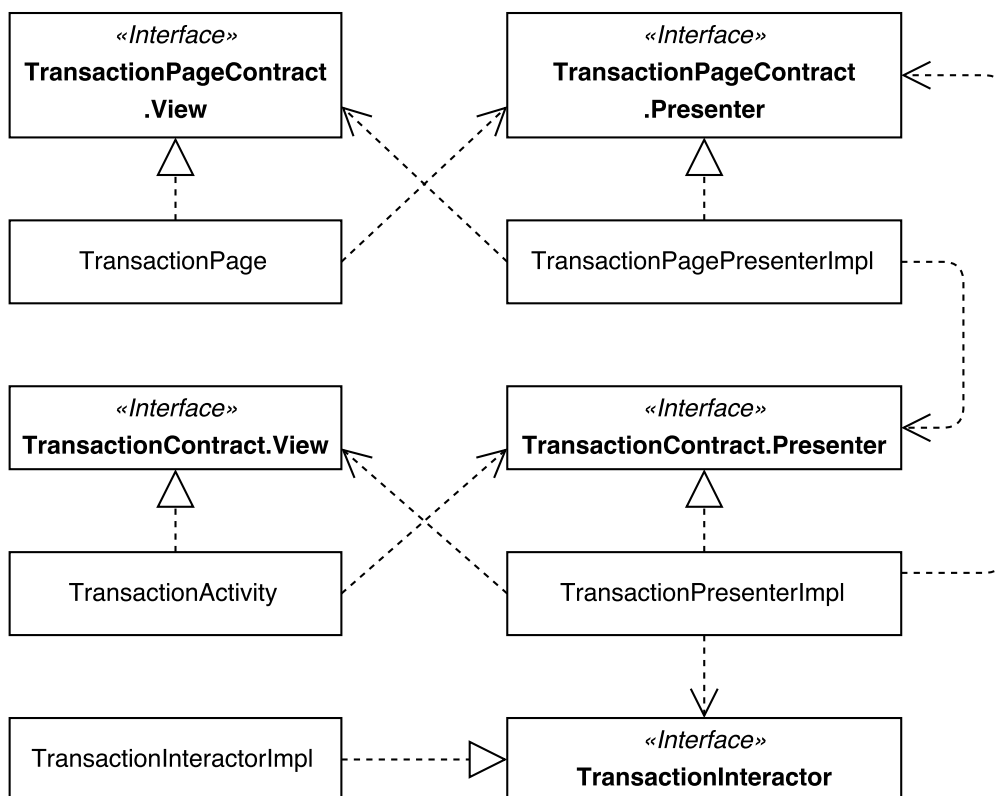 «Interface»
TransactionPageContract
.View
«Interface»
TransactionPageContract
.Presenter
TransactionPage
TransactionPagePresenterImpl
«Interface»
TransactionContract.View
«Interface»
TransactionContract.Presenter
TransactionActivity
TransactionPresenterImpl
TransactionInteractorImpl
«Interface»
TransactionInteractor